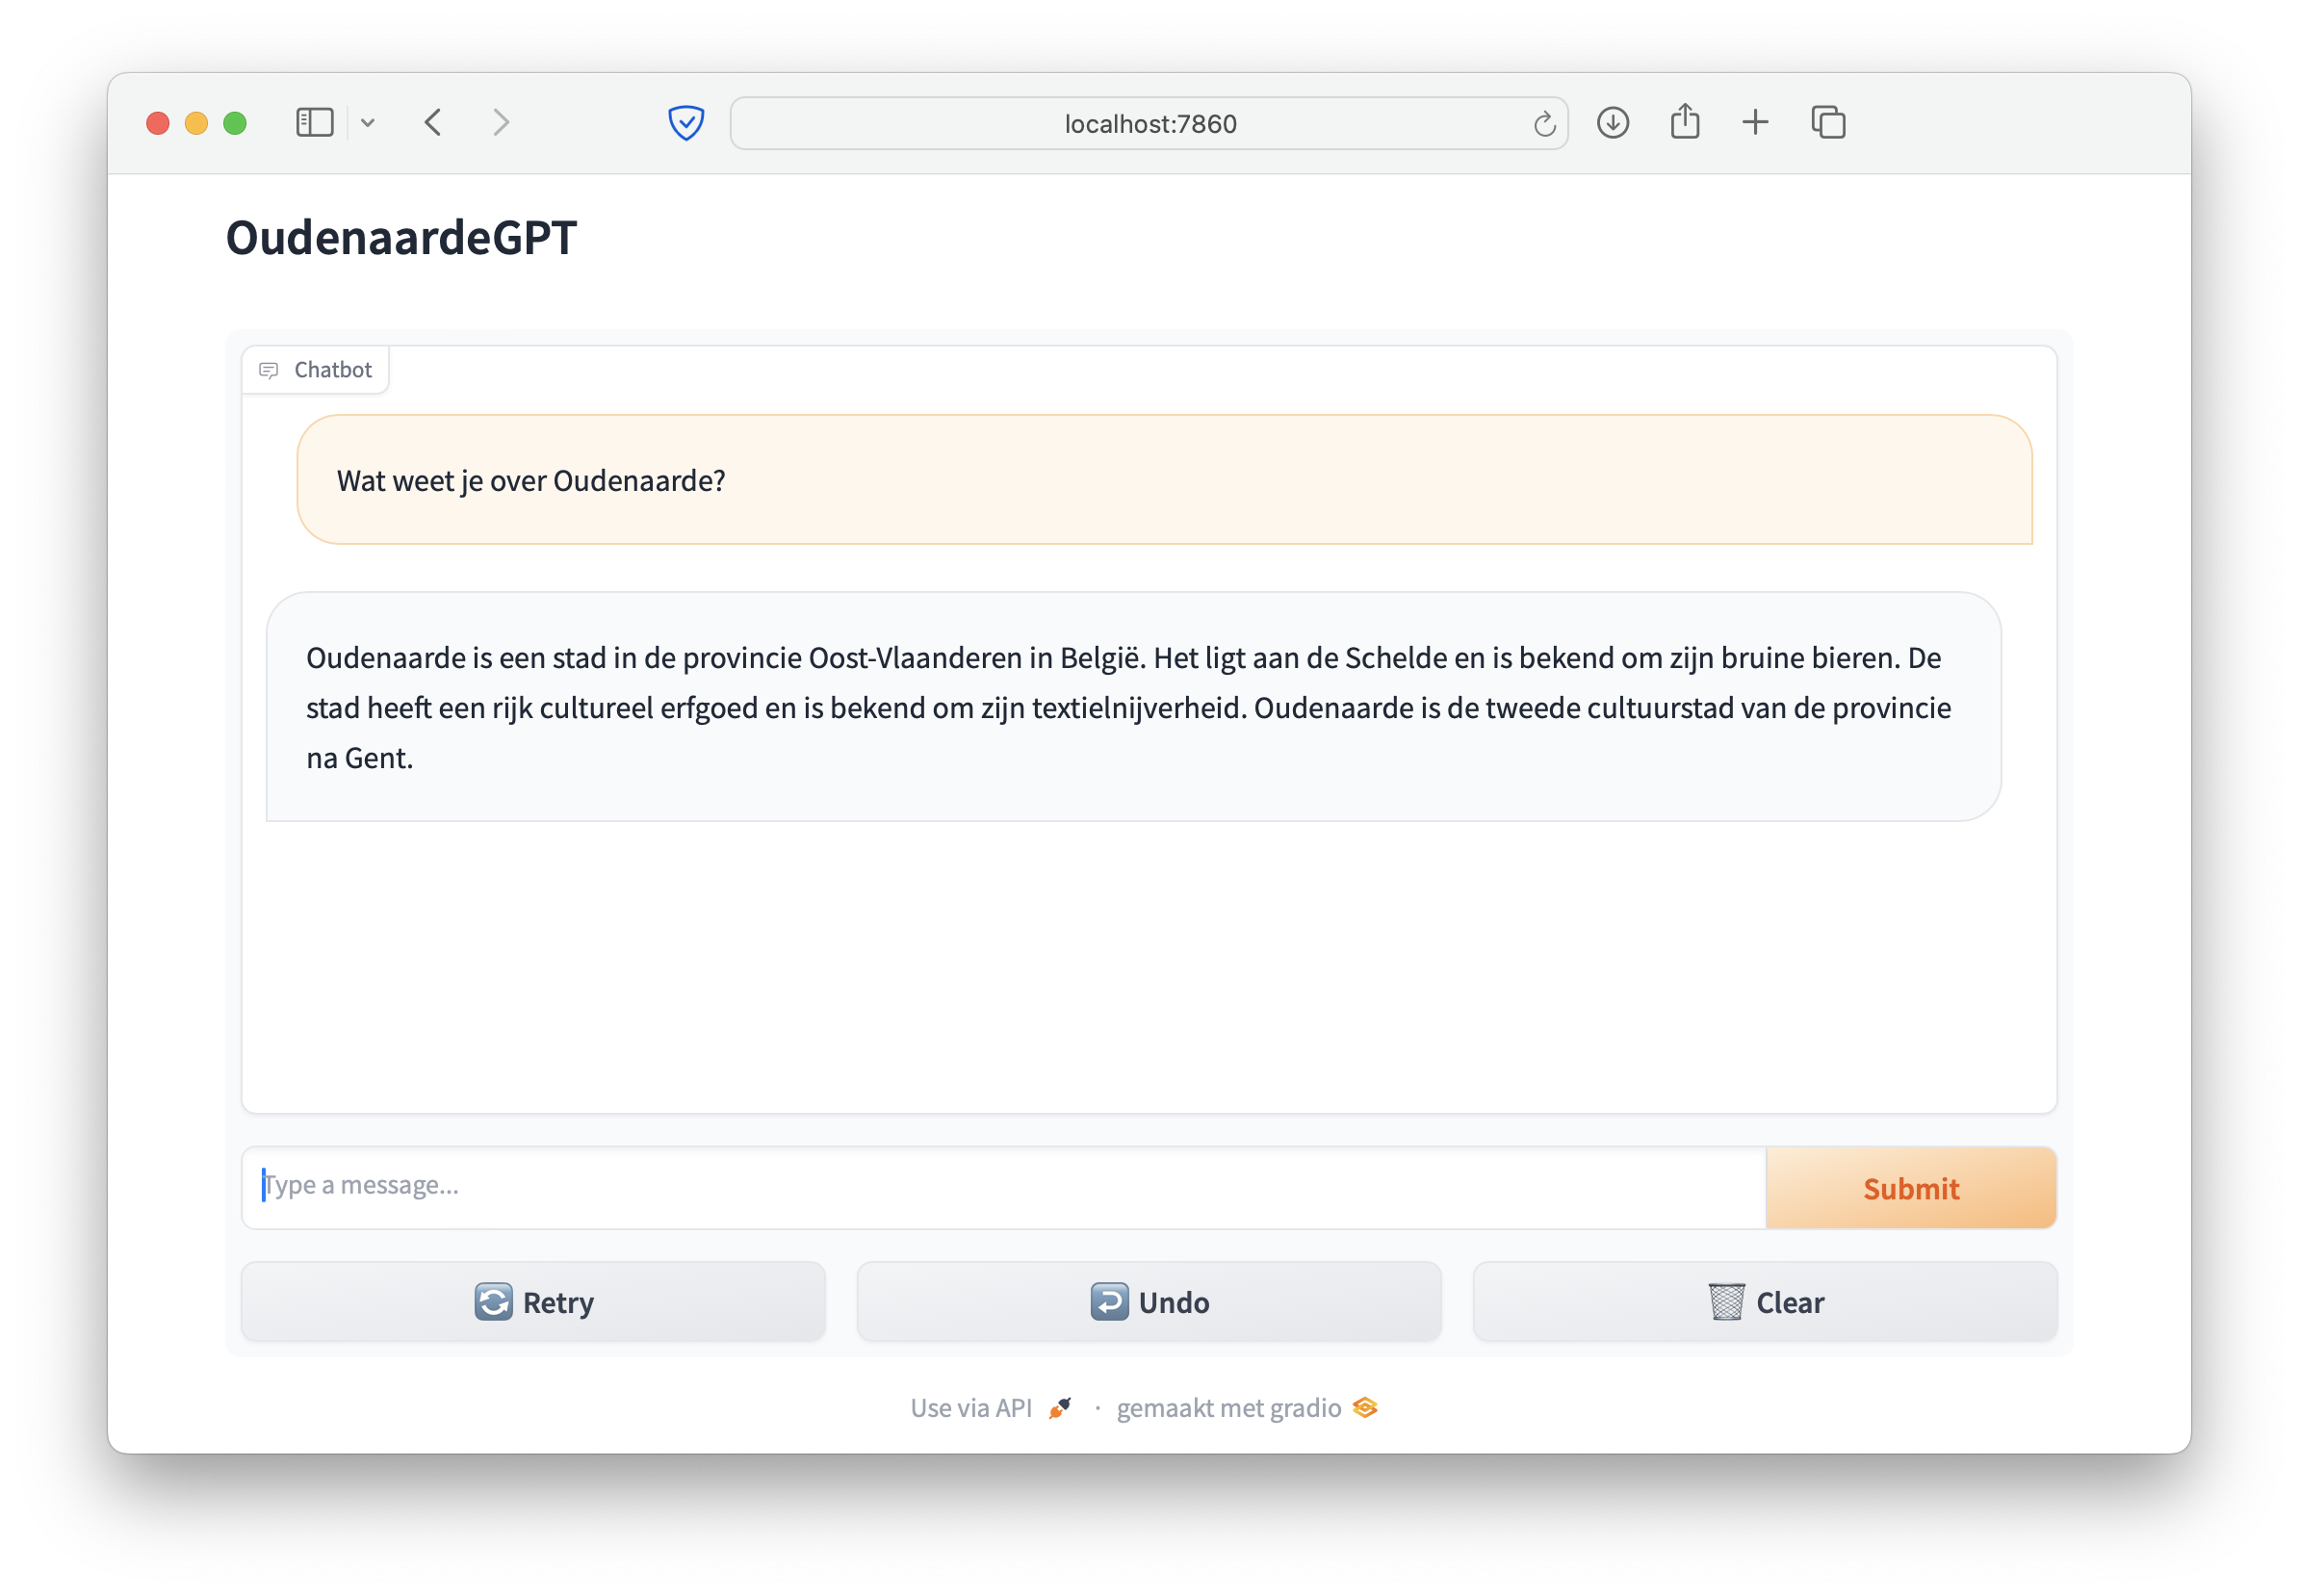 localhost:7860
OudenaardeGPT
Chatbot
Wat weet je over Oudenaarde?
Oudenaarde is een stad in de provincie Oost-Vlaanderen in België. Het ligt aan de Schelde en is bekend om zijn bruine bieren. De
stad heeft een rijk cultureel erfgoed en is bekend om zijn textielnijverheid. Oudenaarde is de tweede cultuurstad van de provincie
na Gent.
Type a message...
Submit
Retry
Undo
Clear
Use via API · gemaakt met gradio